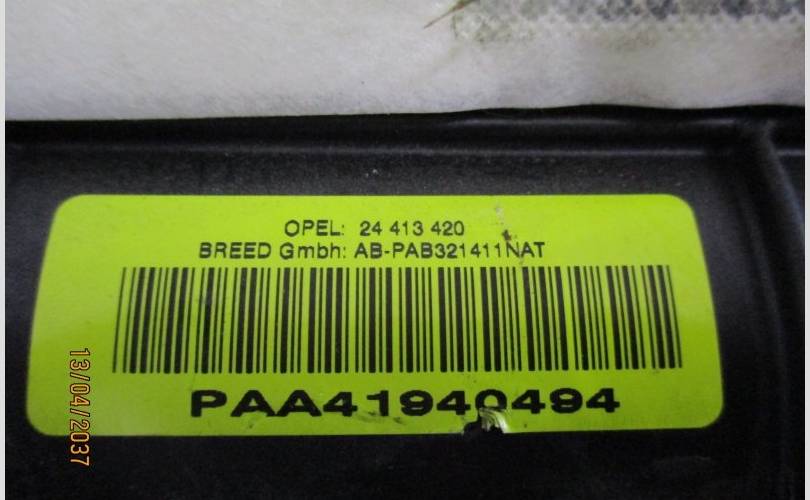 OPEL: 24 413 420
BREED Gmbh: AB-PAB321411NAT
PAA41940494
13/04/2037